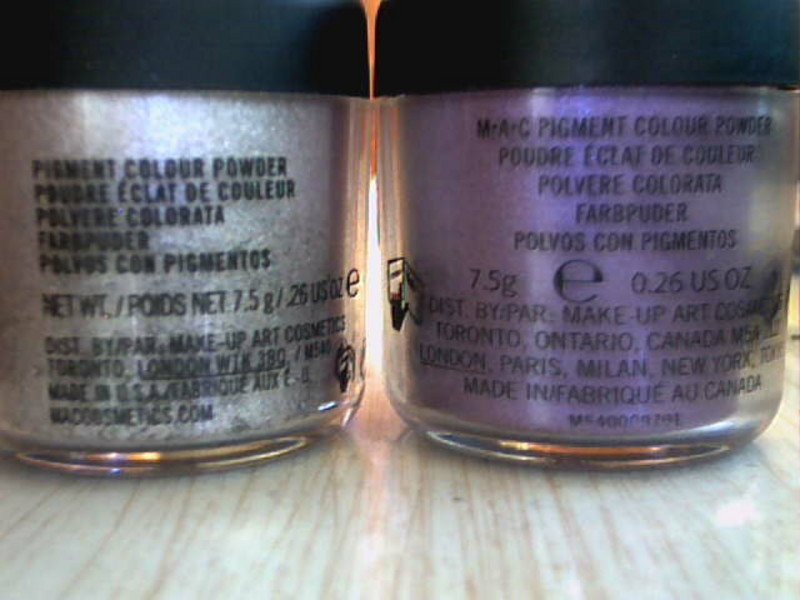 PIGMENT COLOUR POWDER
POUDRE ÉCLAT DE COULEUR
POLVERE COLORATA
FARBPUDER
POLVOS CON PIGMENTOS
NET WT. / POIDS NET 7.5 g / .26 US oz e
DIST. BY/PAR: MAKE-UP ART COSMETICS
TORONTO, LONDON W1K 3BQ / M5A0
MADE IN U.S.A./FABRIQUÉ AUX É.-U.
MACCOSMETICS.COM
M·A·C PIGMENT COLOUR POWDER
POUDRE ÉCLAT DE COULEUR
POLVERE COLORATA
FARBPUDER
POLVOS CON PIGMENTOS
7.5g e 0.26 US OZ
DIST. BY/PAR: MAKE-UP ART COSMETICS
TORONTO, ONTARIO, CANADA M5A
LONDON, PARIS, MILAN, NEW YORK,
MADE IN/FABRIQUÉ AU CANADA